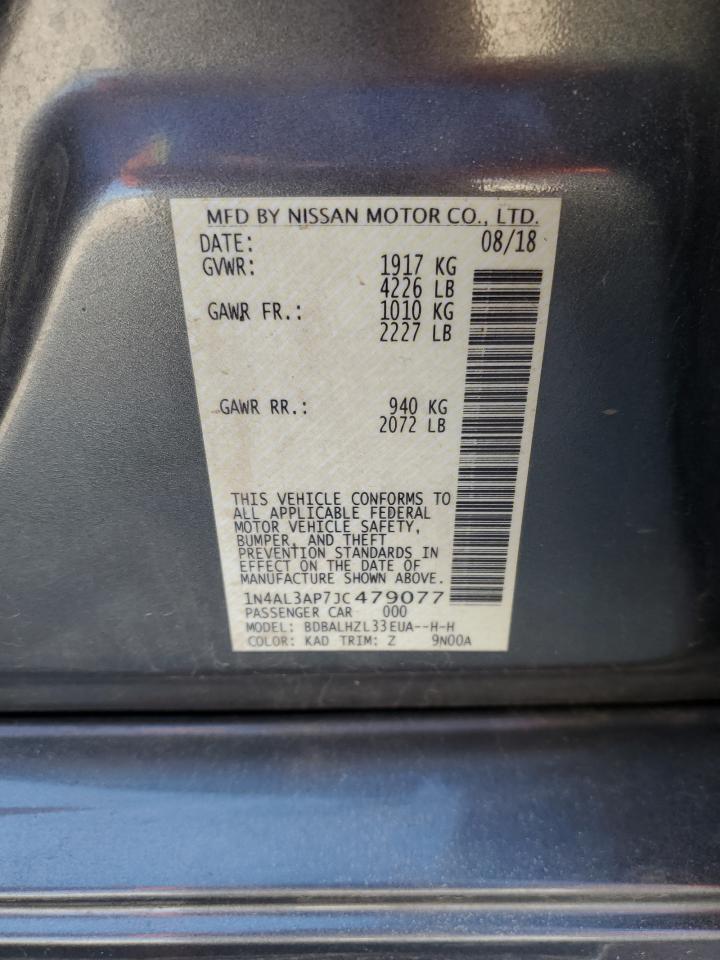 MFD BY NISSAN MOTOR CO., LTD.
DATE: 08/18
GVWR: 1917 KG
4226 LB
GAWR FR.: 1010 KG
2227 LB
GAWR RR.: 940 KG
2072 LB
THIS VEHICLE CONFORMS TO
ALL APPLICABLE FEDERAL
MOTOR VEHICLE SAFETY,
BUMPER, AND THEFT
PREVENTION STANDARDS IN
EFFECT ON THE DATE OF
MANUFACTURE SHOWN ABOVE.
1N4AL3AP7JC479077
PASSENGER CAR 000
MODEL: BDBALHZL33EUA--H-H
COLOR: KAD TRIM: Z 9N00A